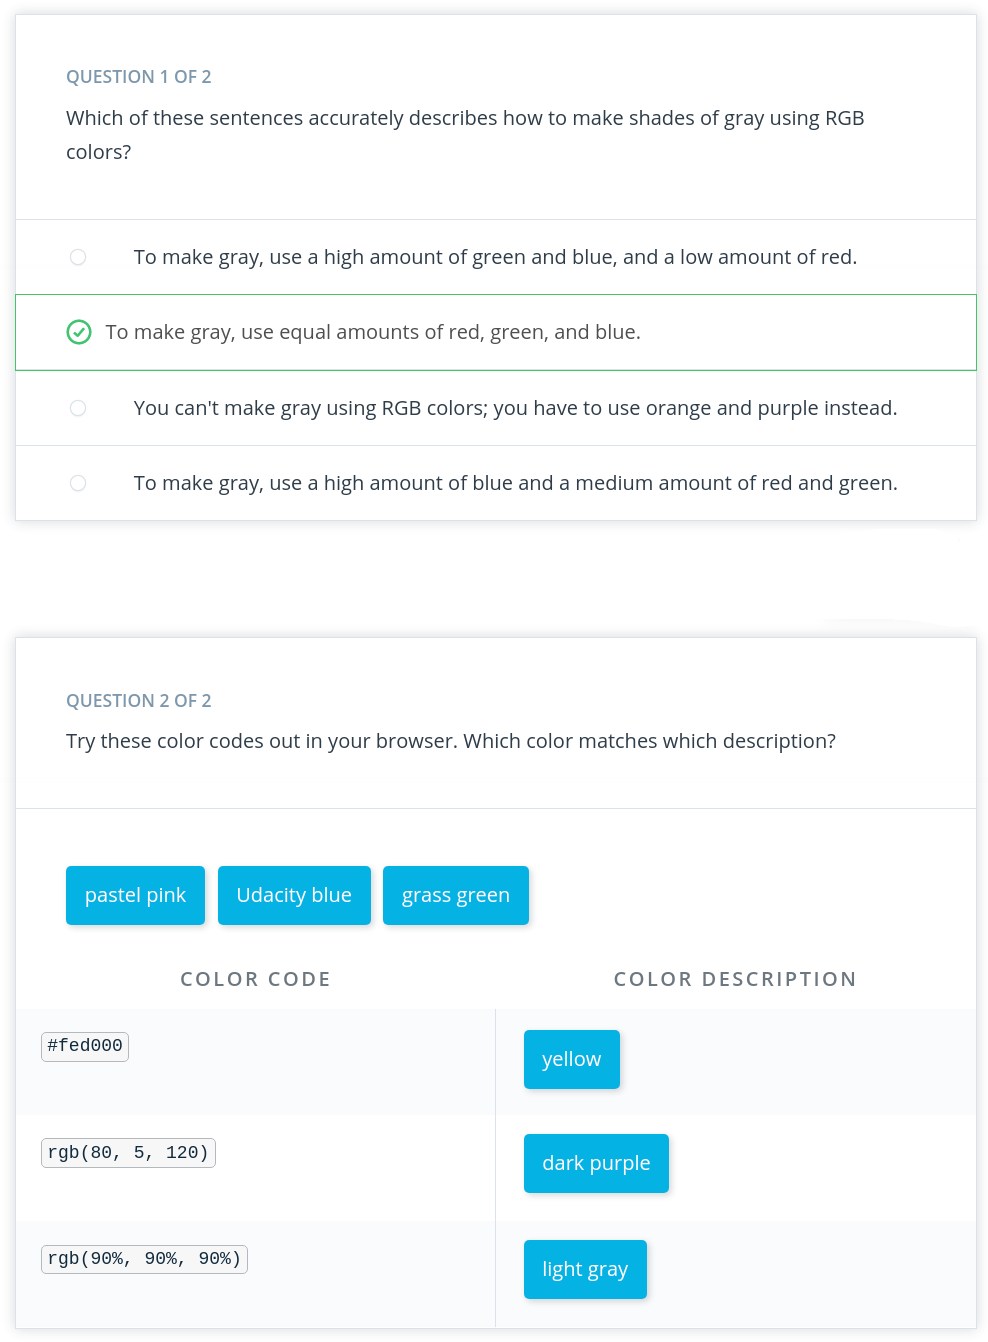 QUESTION 1 OF 2
Which of these sentences accurately describes how to make shades of gray using RGB
colors?
To make gray, use a high amount of green and blue, and a low amount of red.
To make gray, use equal amounts of red, green, and blue.
You can't make gray using RGB colors; you have to use orange and purple instead.
To make gray, use a high amount of blue and a medium amount of red and green.
QUESTION 2 OF 2
Try these color codes out in your browser. Which color matches which description?
pastel pink Udacity blue grass green
COLOR CODE COLOR DESCRIPTION
#fed000 yellow
rgb(80, 5, 120) dark purple
rgb(90%, 90%, 90%) light gray